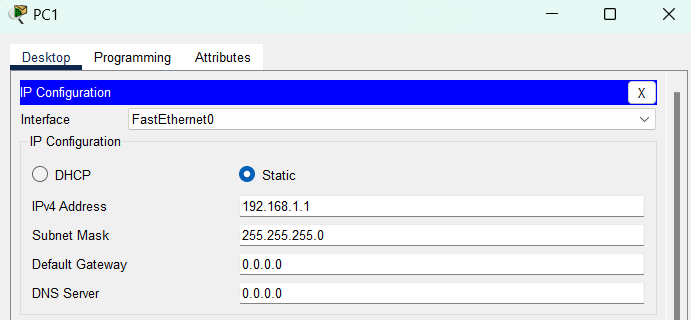 PC1
Desktop Programming Attributes
IP Configuration X
Interface FastEthernet0
IP Configuration
DHCP Static
IPv4 Address 192.168.1.1
Subnet Mask 255.255.255.0
Default Gateway 0.0.0.0
DNS Server 0.0.0.0